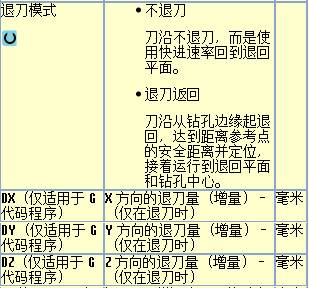 退刀模式
• 不退刀
刀沿不退刀，而是使
用快进速率回到退回
平面。
• 退刀返回
刀沿从钻孔边缘起退
回，达到距离参考点
的安全距离并定位，
接着运行到退回平面
和钻孔中心。
DX（仅适用于 G
代码程序）
X 方向的退刀量（增量） -
（仅在退刀时）
毫米
DY（仅适用于 G
代码程序）
Y 方向的退刀量（增量） -
（仅在退刀时）
毫米
DZ（仅适用于 G
代码程序）
Z 方向的退刀量（增量） -
（仅在退刀时）
毫米